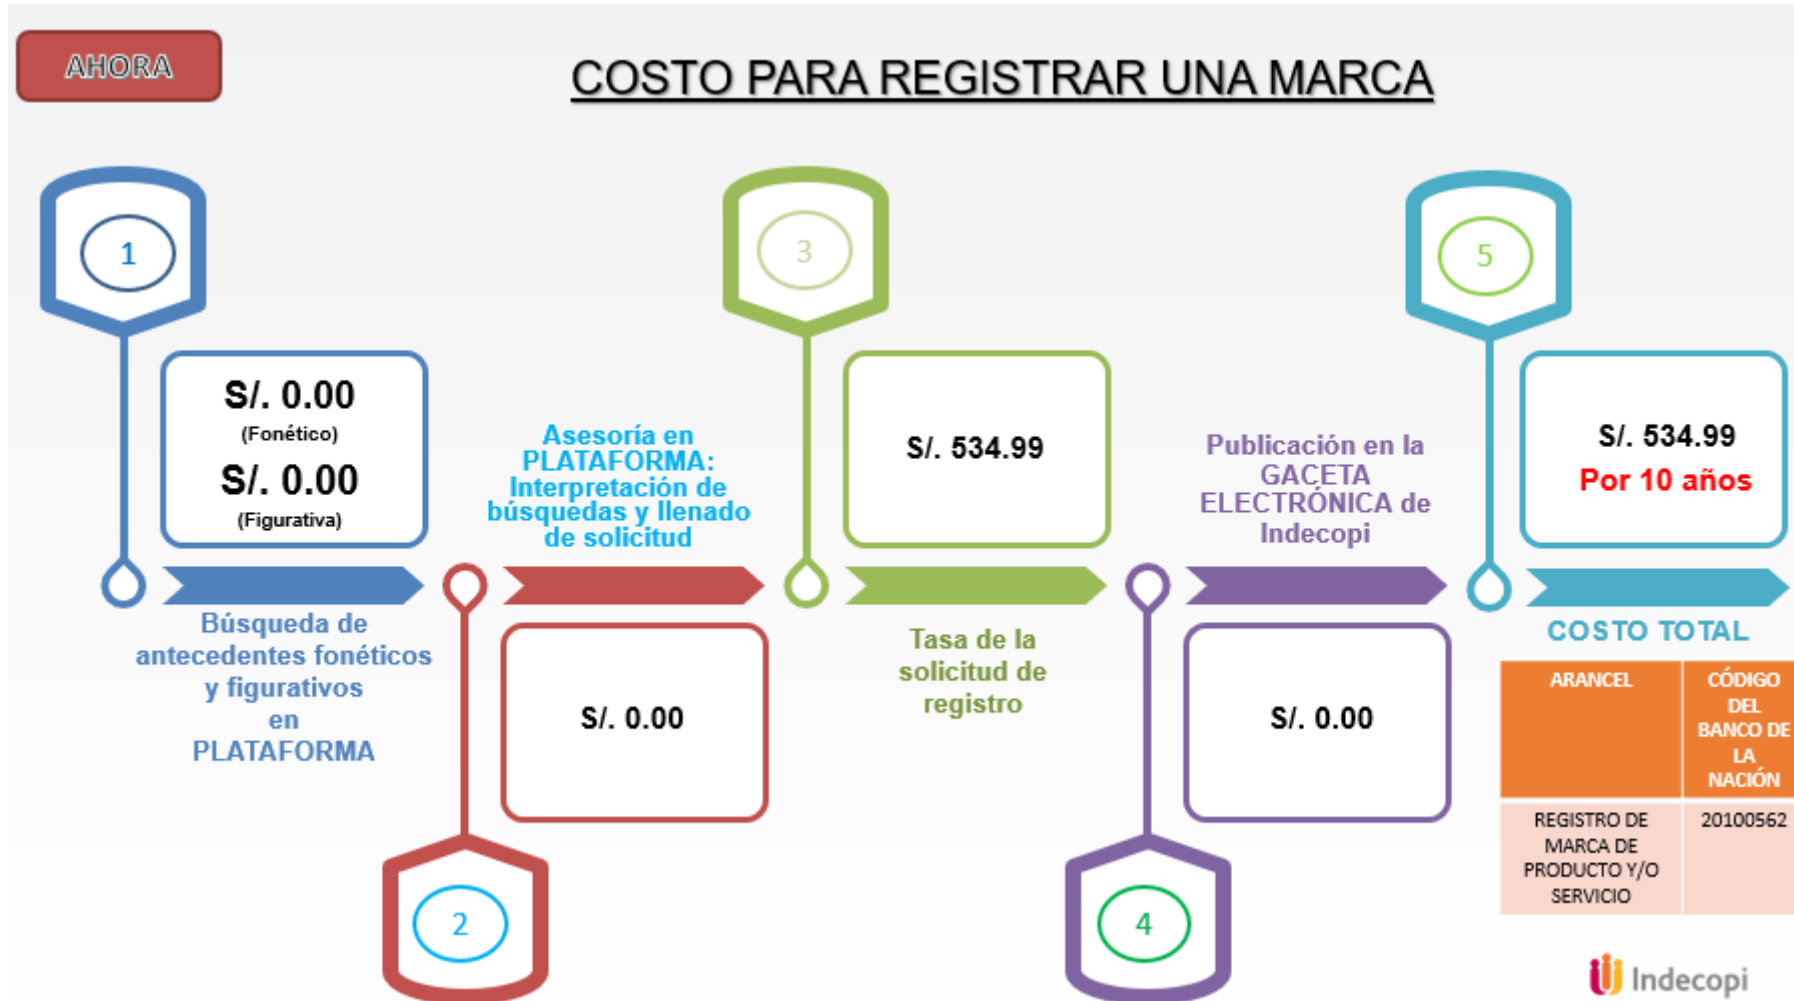 AHORA
COSTO PARA REGISTRAR UNA MARCA
1
S/. 0.00
(Fonético)
S/. 0.00
(Figurativa)
Búsqueda de
antecedentes fonéticos
y figurativos
en
PLATAFORMA
Asesoría en
PLATAFORMA:
Interpretación de
búsquedas y llenado
de solicitud
S/. 0.00
2
3
S/. 534.99
Tasa de la
solicitud de
registro
Publicación en la
GACETA
ELECTRÓNICA de
Indecopi
S/. 0.00
4
5
S/. 534.99
Por 10 años
COSTO TOTAL
ARANCEL
CÓDIGO
DEL
BANCO DE
LA
NACIÓN
REGISTRO DE
MARCA DE
PRODUCTO Y/O
SERVICIO
20100562
Indecopi